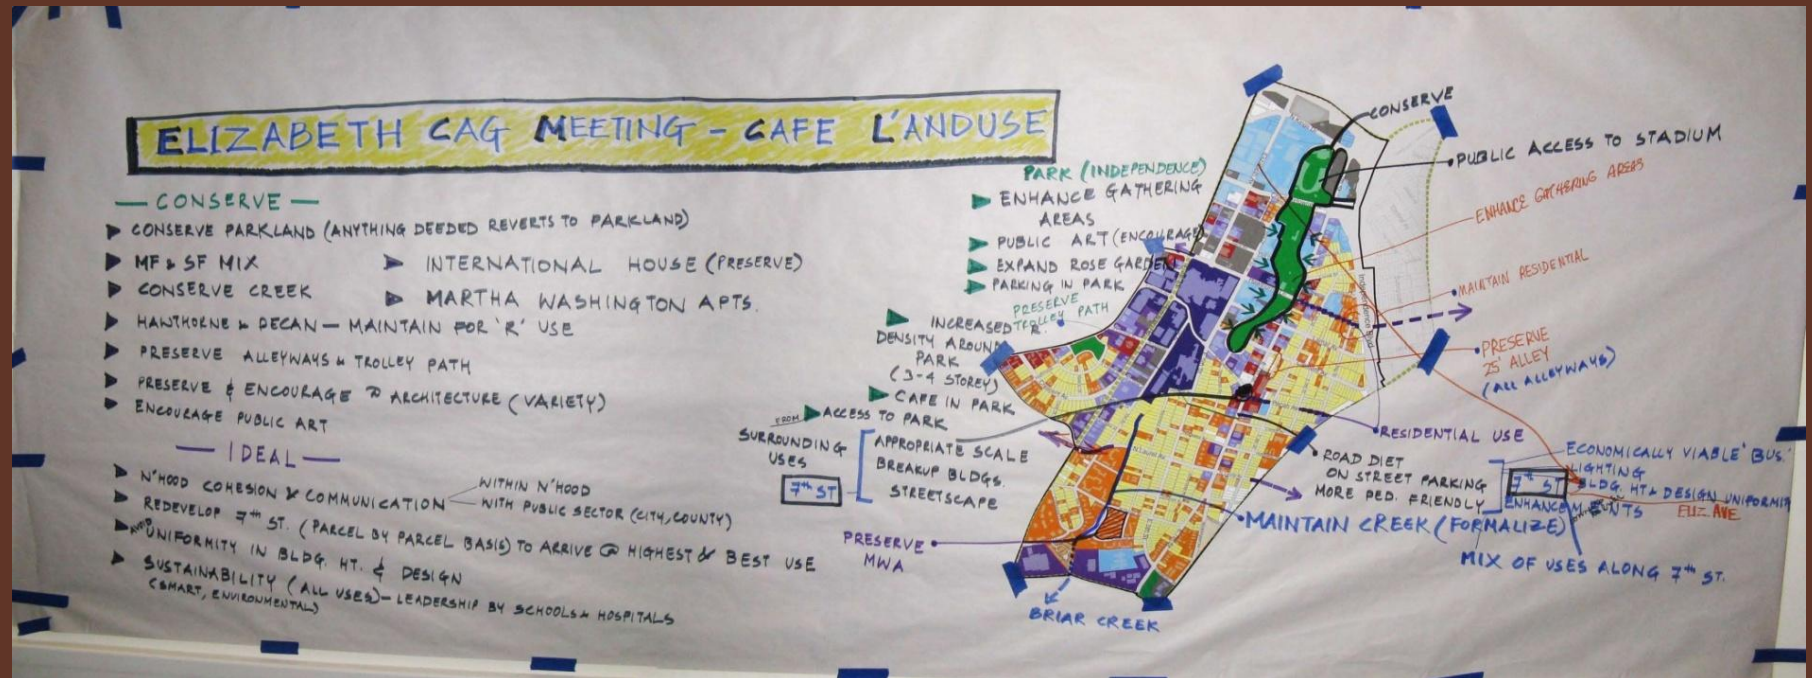 ELIZABETH CAG MEETING - CAFE L'ANDUSE
— CONSERVE —
CONSERVE PARKLAND (ANYTHING DEEDED REVERTS TO PARKLAND)
MF & SF MIX
INTERNATIONAL HOUSE (PRESERVE)
CONSERVE CREEK
MARTHA WASHINGTON APTS.
HAWTHORNE & DECAN — MAINTAIN FOR 'R' USE
PRESERVE ALLEYWAYS & TROLLEY PATH
PRESERVE & ENCOURAGE ARCHITECTURE (VARIETY)
ENCOURAGE PUBLIC ART
— IDEAL —
N'HOOD COHESION & COMMUNICATION
WITHIN N'HOOD
WITH PUBLIC SECTOR (CITY, COUNTY)
REDEVELOP 7th ST. (PARCEL BY PARCEL BASIS) TO ARRIVE @ HIGHEST & BEST USE
UNIFORMITY IN BLDG. HT. & DESIGN
SUSTAINABILITY (ALL USES) - LEADERSHIP BY SCHOOLS & HOSPITALS
(SMART, ENVIRONMENTAL)
PARK (INDEPENDENCE)
ENHANCE GATHERING
AREAS
PUBLIC ART (ENCOURAGE)
EXPAND ROSE GARDEN
PARKING IN PARK
PRESERVE
TROLLEY PATH
INCREASED R.
DENSITY AROUND
PARK
(3-4 STOREY)
CAFE IN PARK
ACCESS TO PARK
FROM
SURROUNDING
USES
7th ST
APPROPRIATE SCALE
BREAKUP BLDGS.
STREETSCAPE
PRESERVE
MWA
BRIAR CREEK
CONSERVE
PUBLIC ACCESS TO STADIUM
ENHANCE GATHERING AREAS
MAINTAIN RESIDENTIAL
Independence Blvd
PRESERVE
25' ALLEY
(ALL ALLEYWAYS)
RESIDENTIAL USE
ROAD DIET
ON STREET PARKING
MORE PED. FRIENDLY
MAINTAIN CREEK (FORMALIZE)
ECONOMICALLY VIABLE 'BUS.'
LIGHTING
BLDG. HT & DESIGN UNIFORMITY
7th ST
ENHANCEMENTS
ELIZ AVE
MIX OF USES ALONG 7th ST.